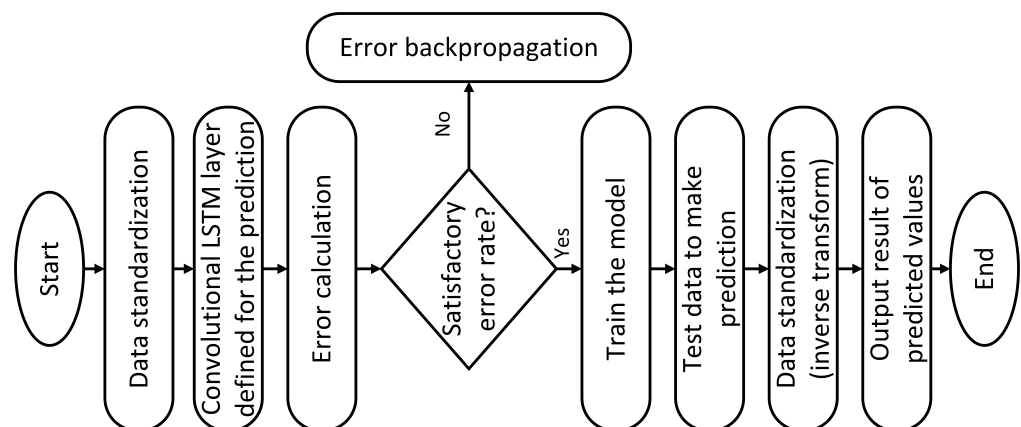 Error backpropagation
Start
Data standardization
Convolutional LSTM layer
defined for the prediction
Error calculation
Satisfactory
error rate?
No
Yes
Train the model
Test data to make
prediction
Data standardization
(inverse transform)
Output result of
predicted values
End